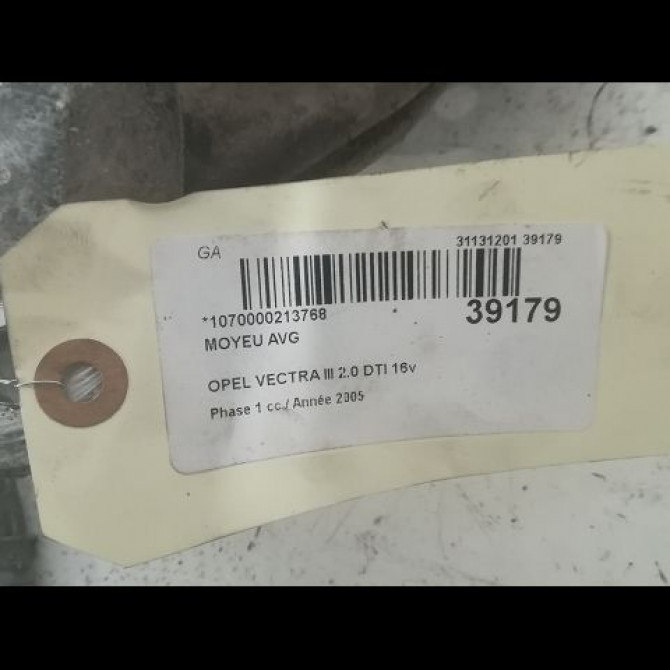 GA
31131201 39179
*1070000213768
39179
MOYEU AVG
OPEL VECTRA III 2.0 DTI 16v
Phase 1 cc./ Année 2005